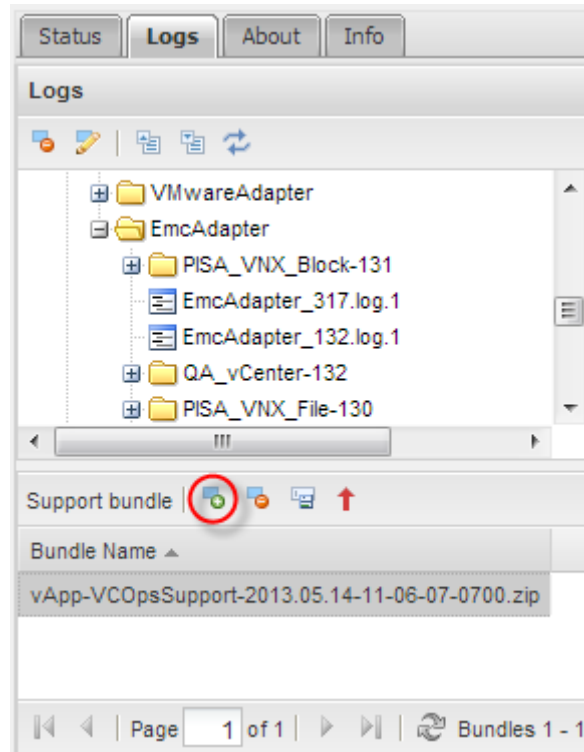 Status Logs About Info
Logs
VMwareAdapter
EmcAdapter
PISA_VNX_Block-131
EmcAdapter_317.log.1
EmcAdapter_132.log.1
QA_vCenter-132
PISA_VNX_File-130
Support bundle
Bundle Name
vApp-VCOpsSupport-2013.05.14-11-06-07-0700.zip
Page 1 of 1 Bundles 1 - 1